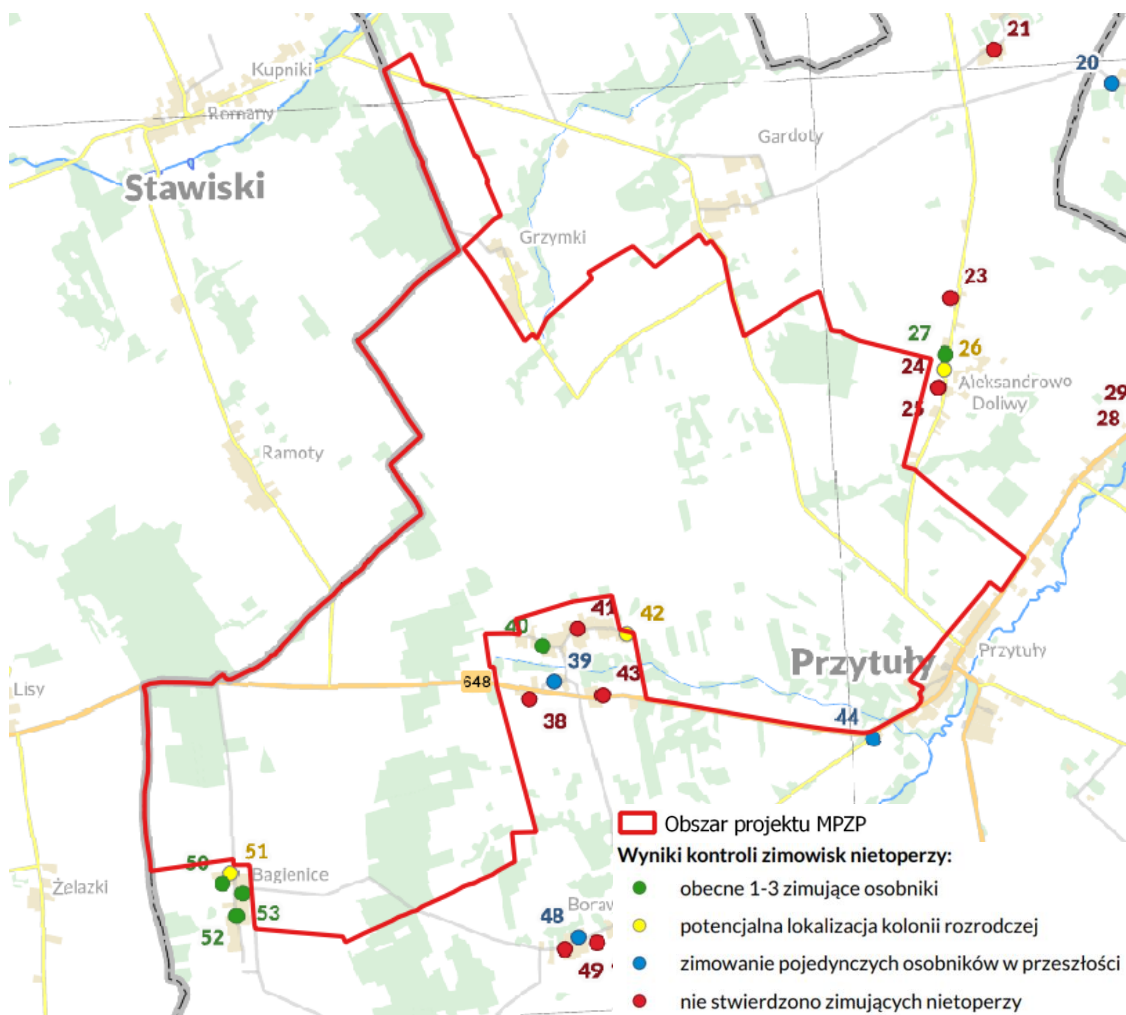 21
Kupniki
20
Romany
Gardoty
Stawiski
Grzymki
23
27
26
24
Aleksandrowo
Doliwy
25
29
28
Ramoty
41
42
40
39
Przytuły
Przytuły
43
648
Lisy
38
44
Obszar projektu MPZP
Wyniki kontroli zimowisk nietoperzy:
51
50
Bagienice
Żelazki
obecne 1-3 zimujące osobniki
53
48
potencjalna lokalizacja kolonii rozrodczej
52
zimowanie pojedynczych osobników w przeszłości
49
nie stwierdzono zimujących nietoperzy